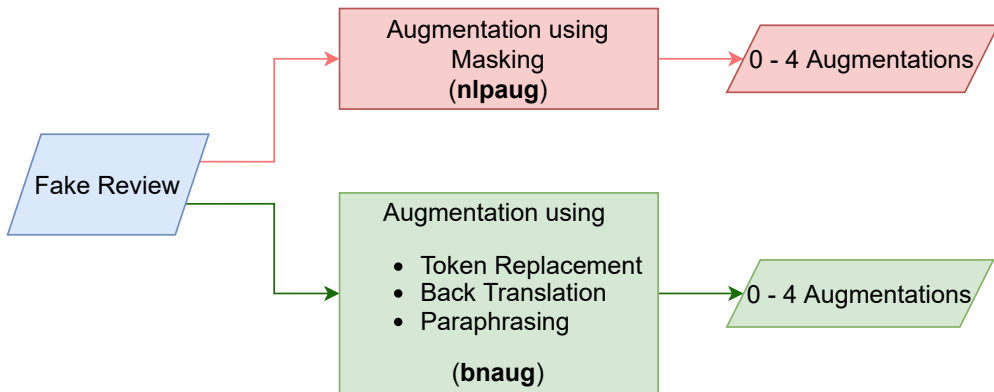 Fake Review
Augmentation using
Masking
(nlpaug)
0 - 4 Augmentations
Augmentation using
• Token Replacement
• Back Translation
• Paraphrasing
(bnaug)
0 - 4 Augmentations